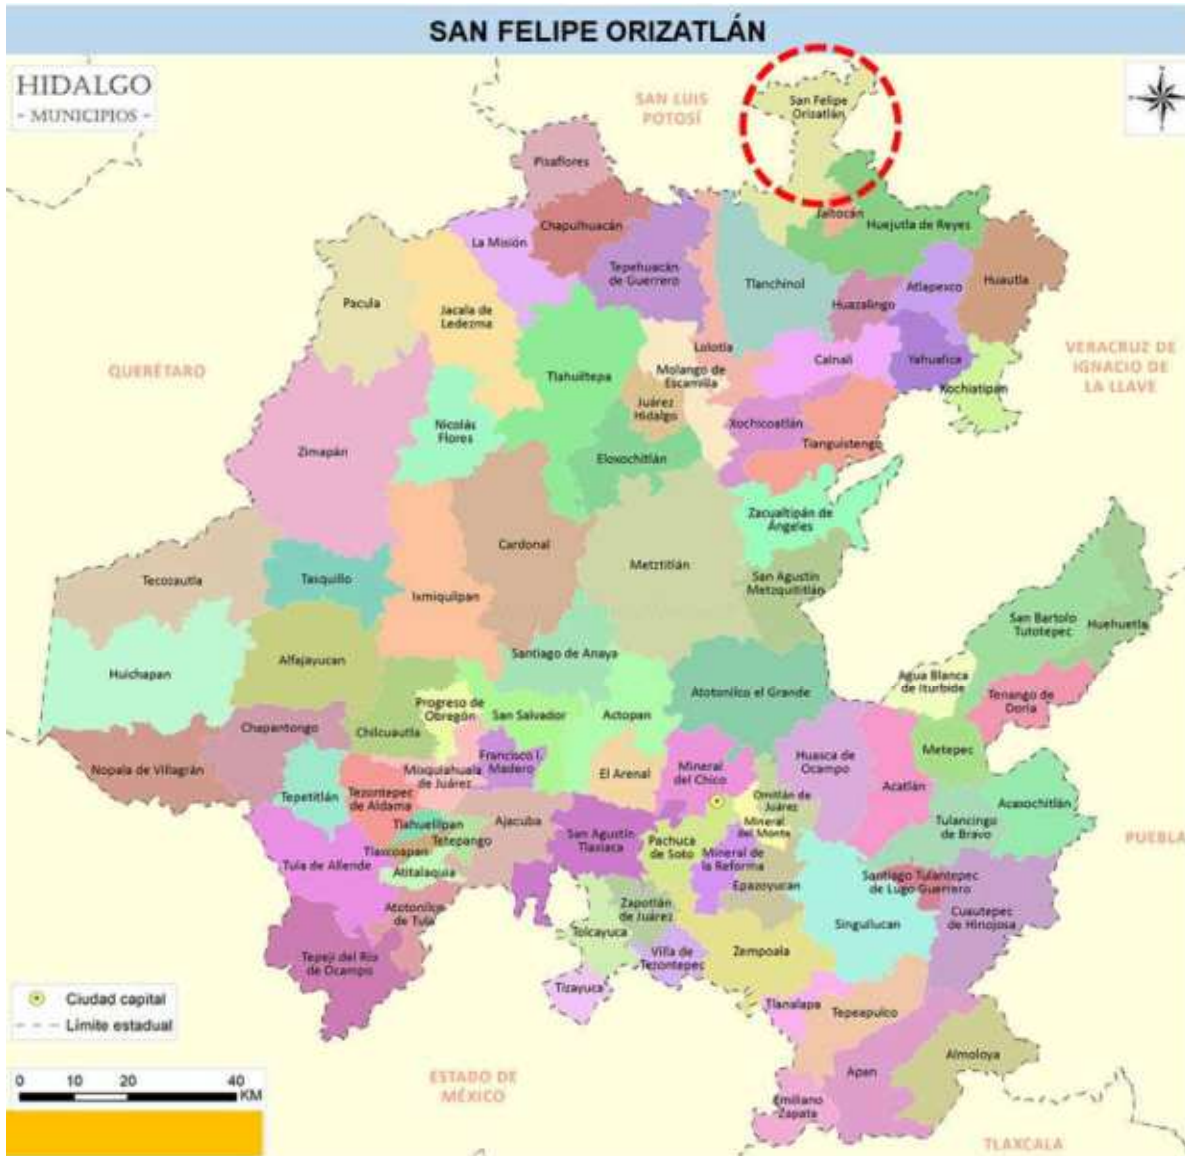 SAN FELIPE ORIZATLÁN
HIDALGO
- MUNICIPIOS -
SAN LUIS
POTOSÍ
San Felipe
Orizatlán
Pisaflores
Jaltocán
Huejutla de Reyes
Chapulhuacán
La Misión
Tepehuacán
de Guerrero
Tlanchinol
Atlapexco
Huautla
Huazalingo
Pacula
Jacala de
Ledezma
Lolotla
Calnali
Yahualica
VERACRUZ DE
IGNACIO DE
LA LLAVE
QUERÉTARO
Tlahuiltepa
Molango de
Escamilla
Xochiatipan
Juárez
Hidalgo
Nicolás
Flores
Xochicoatlán
Tianguistengo
Zimapán
Eloxochitlán
Zacualtipán de
Ángeles
Cardonal
Metztitlán
San Agustín
Metzquititlán
Tecozautla
Tasquillo
Ixmiquilpan
San Bartolo
Tutotepec
Huehuetla
Santiago de Anaya
Alfajayucan
Huichapan
Agua Blanca
de Iturbide
Tenango de
Doria
Atotonilco el Grande
Progreso de
Obregón
San Salvador
Actopan
Chapantongo
Chilcuautla
Metepec
Nopala de Villagrán
Mixquiahuala
de Juárez
Francisco I.
Madero
El Arenal
Mineral
del Chico
Huasca de
Ocampo
Acatlán
Tepetitlán
Tezontepec
de Aldama
Omitlán de
Juárez
Acaxochitlán
Tlahuelilpan
Ajacuba
Mineral
del Monte
Tulancingo
de Bravo
Tetepango
San Agustín
Tlaxiaca
Pachuca
de Soto
PUEBLA
Tlaxcoapan
Tula de Allende
Atitalaquia
Mineral de
la Reforma
Epazoyucan
Santiago Tulantepec
de Lugo Guerrero
Atotonilco
de Tula
Zapotlán
de Juárez
Cuautepec
de Hinojosa
Singuilucan
Tolcayuca
Tepeji del Río
de Ocampo
Villa de
Tezontepec
Zempoala
Tizayuca
Tlanalapa
Tepeapulco
Ciudad capital
Límite estadual
Almoloya
Apan
ESTADO DE
MÉXICO
0 10 20 40
KM
Emiliano
Zapata
TLAXCALA